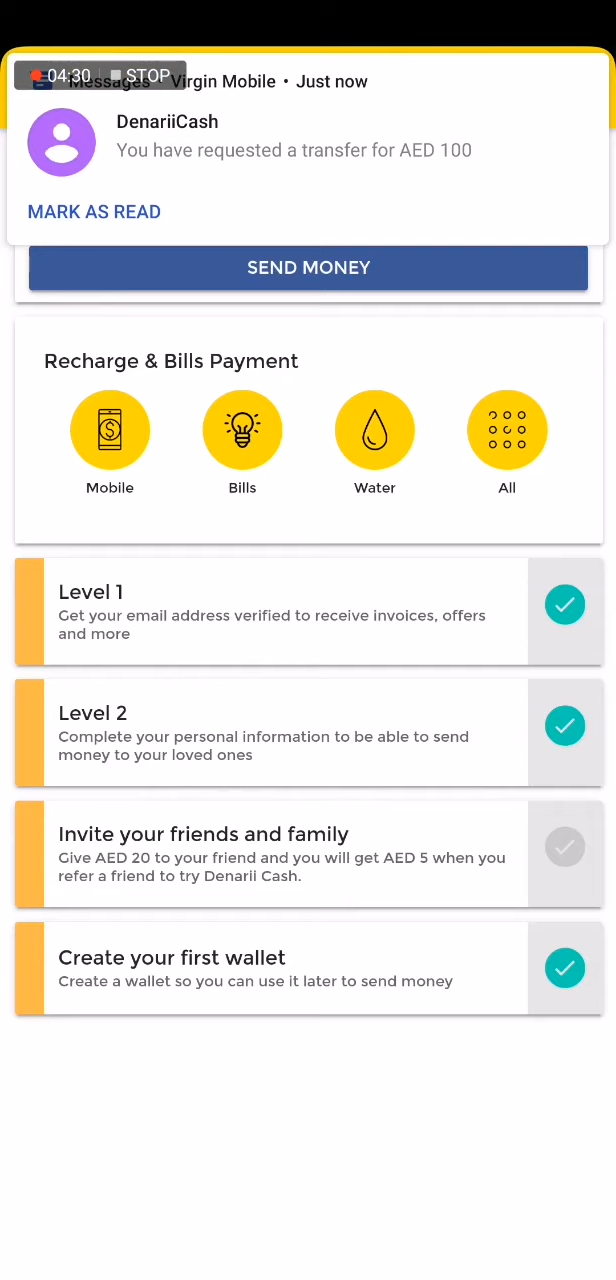 04:30 STOP
Messages Virgin Mobile • Just now
DenariiCash
You have requested a transfer for AED 100
MARK AS READ
SEND MONEY
Recharge & Bills Payment
Mobile Bills Water All
Level 1
Get your email address verified to receive invoices, offers
and more
Level 2
Complete your personal information to be able to send
money to your loved ones
Invite your friends and family
Give AED 20 to your friend and you will get AED 5 when you
refer a friend to try Denarii Cash.
Create your first wallet
Create a wallet so you can use it later to send money